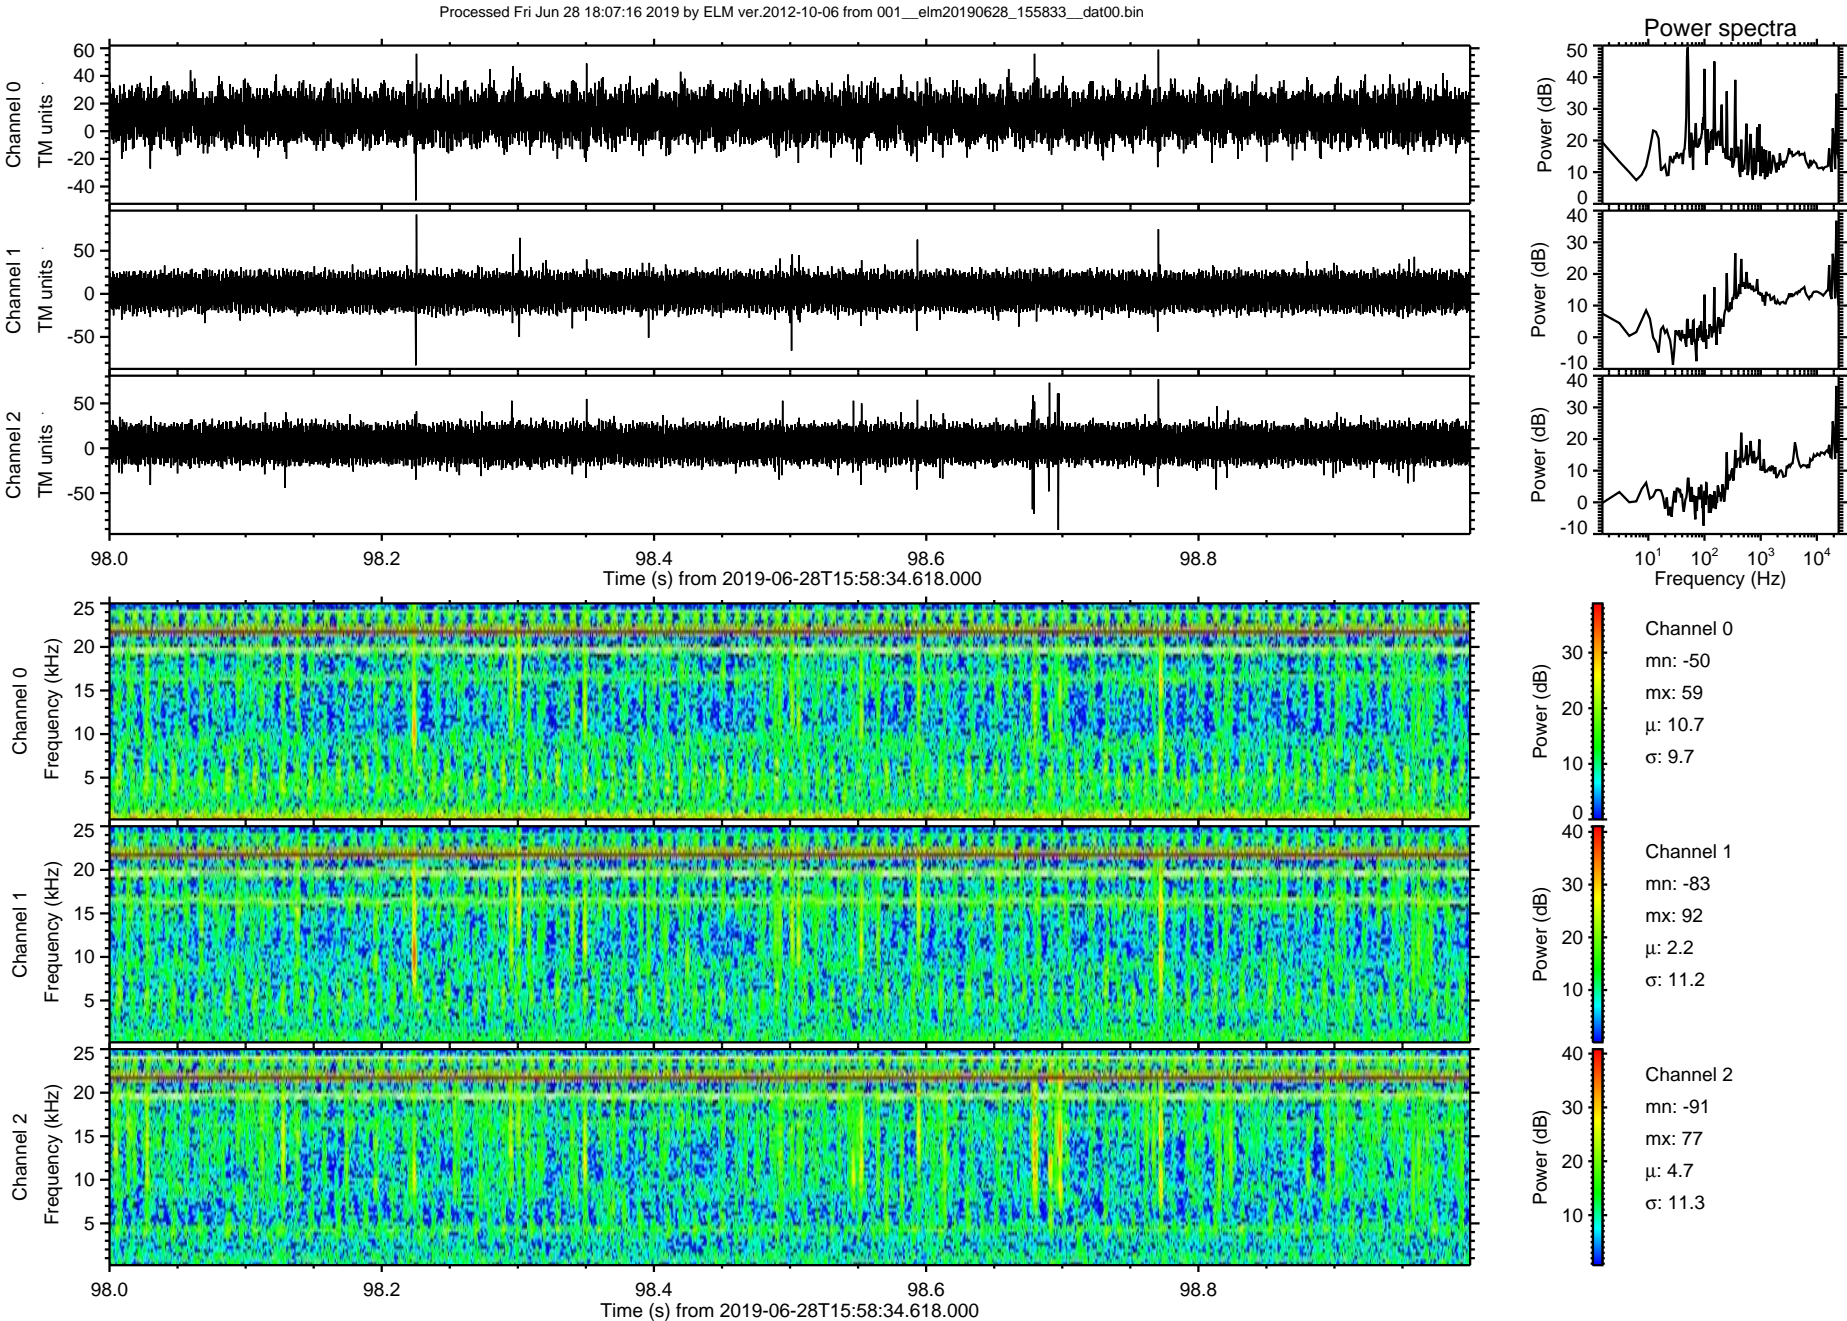 Processed Fri Jun 28 18:07:16 2019 by ELM ver.2012-10-06 from 001__elm20190628_155833__dat00.bin
Power spectra
Channel 0
TM units
60
40
20
0
-20
-40
Power (dB)
50
40
30
20
10
0
Channel 1
TM units
50
0
-50
Power (dB)
40
30
20
10
0
-10
Channel 2
TM units
50
0
-50
Power (dB)
40
30
20
10
0
-10
98.0 98.2 98.4 98.6 98.8
Time (s) from 2019-06-28T15:58:34.618.000
10^1 10^2 10^3 10^4
Frequency (Hz)
Channel 0
Frequency (kHz)
25
20
15
10
5
Power (dB)
30
20
10
0
Channel 0
mn: -50
mx: 59
μ: 10.7
σ: 9.7
Channel 1
Frequency (kHz)
25
20
15
10
5
Power (dB)
40
30
20
10
Channel 1
mn: -83
mx: 92
μ: 2.2
σ: 11.2
Channel 2
Frequency (kHz)
25
20
15
10
5
Power (dB)
40
30
20
10
Channel 2
mn: -91
mx: 77
μ: 4.7
σ: 11.3
98.0 98.2 98.4 98.6 98.8
Time (s) from 2019-06-28T15:58:34.618.000